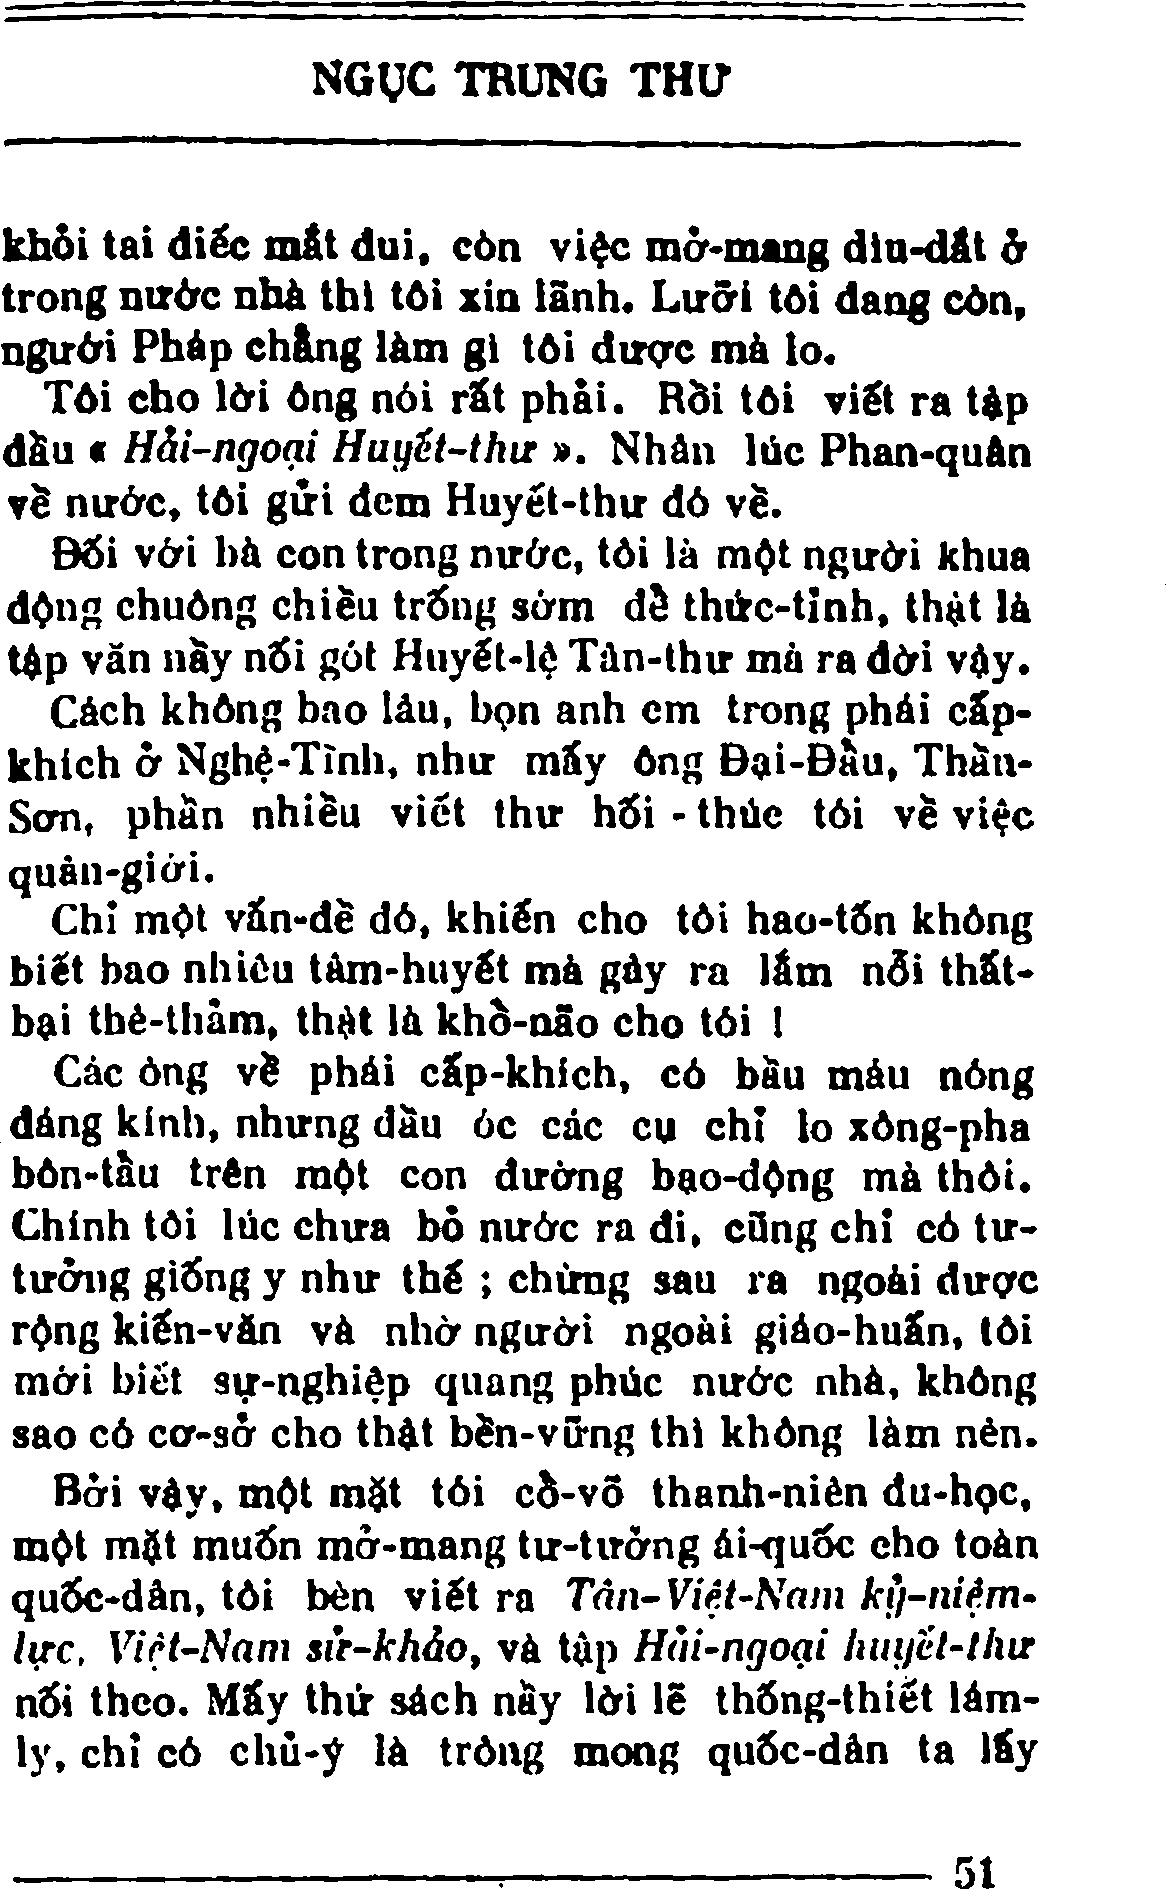 NGỤC TRUNG THƯ
khỏi tai điếc mắt đui, còn việc mở-mang dìu-dắt ở
trong nước nhà thì tôi xin lãnh. Lưỡi tôi đang còn,
người Pháp chẳng làm gì tôi được mà lo.
Tôi cho lời ông nói rất phải. Rồi tôi viết ra tập
đầu « Hải-ngoại Huyết-thư ». Nhân lúc Phan-quân
về nước, tôi gửi đem Huyết-thư đó về.
Đối với bà con trong nước, tôi là một người khua
động chuông chiều trống sớm để thức-tỉnh, thật là
tập văn nầy nối gót Huyết-lệ Tân-thư mà ra đời vậy.
Cách không bao lâu, bọn anh em trong phái cấp-
khích ở Nghệ-Tĩnh, như mấy ông Đại-Đẩu, Thần-
Sơn, phần nhiều viết thư hối - thúc tôi về việc
quân-giới.
Chỉ một vấn-đề đó, khiến cho tôi hao-tốn không
biết bao nhiêu tâm-huyết mà gây ra lắm nỗi thất-
bại thê-thảm, thật là khổ-não cho tôi !
Các ông về phái cấp-khích, có bầu máu nóng
đáng kính, nhưng đầu óc các cụ chỉ lo xông-pha
bôn-tẩu trên một con đường bạo-động mà thôi.
Chính tôi lúc chưa bỏ nước ra đi, cũng chỉ có tư-
tưởng giống y như thế ; chừng sau ra ngoài được
rộng kiến-văn và nhờ người ngoài giáo-huấn, tôi
mới biết sự-nghiệp quang phúc nước nhà, không
sao có cơ-sở cho thật bền-vững thì không làm nên.
Bởi vậy, một mặt tôi cổ-võ thanh-niên du-học,
một mặt muốn mở-mang tư-tưởng ái-quốc cho toàn
quốc-dân, tôi bèn viết ra Tân-Việt-Nam kỷ-niệm-
lực, Việt-Nam sử-khảo, và tập Hải-ngoại huyết-thư
nối theo. Mấy thứ sách nầy lời lẽ thống-thiết lâm-
ly, chỉ có chủ-ý là trông mong quốc-dân ta lấy
51